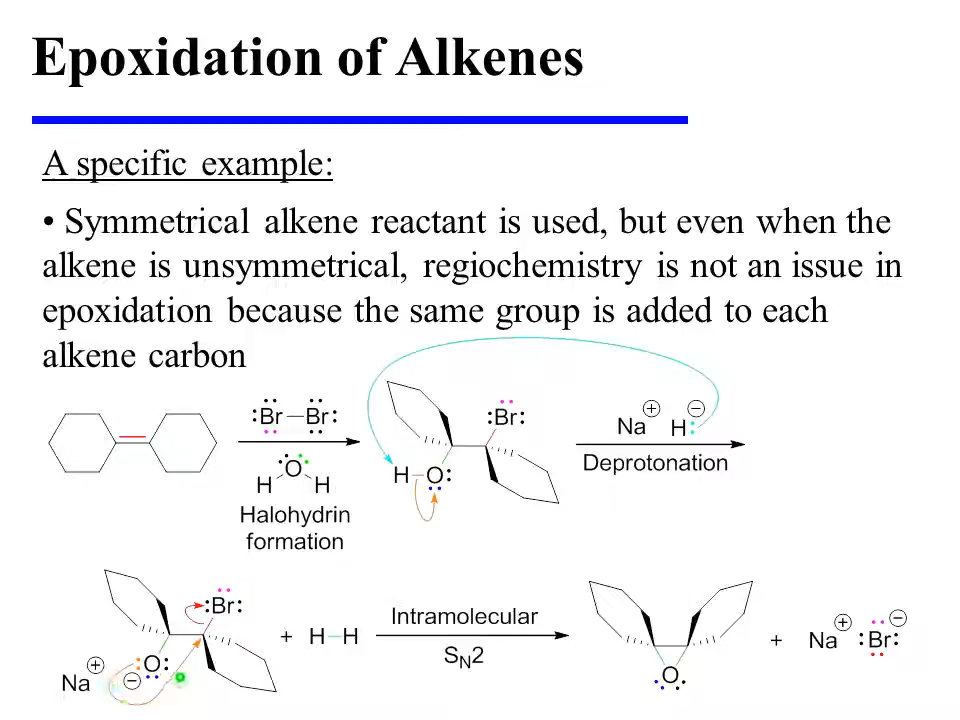 Epoxidation of Alkenes
A specific example:
• Symmetrical alkene reactant is used, but even when the
alkene is unsymmetrical, regiochemistry is not an issue in
epoxidation because the same group is added to each
alkene carbon
:Br—Br:
O
H H
Halohydrin
formation
:Br:
H–O:
Na⊕ H:⊖
Deprotonation
:Br:
:O:
Na⊕ ⊖
+ H–H
Intramolecular
SN2
O
+ Na⊕ :Br:⊖